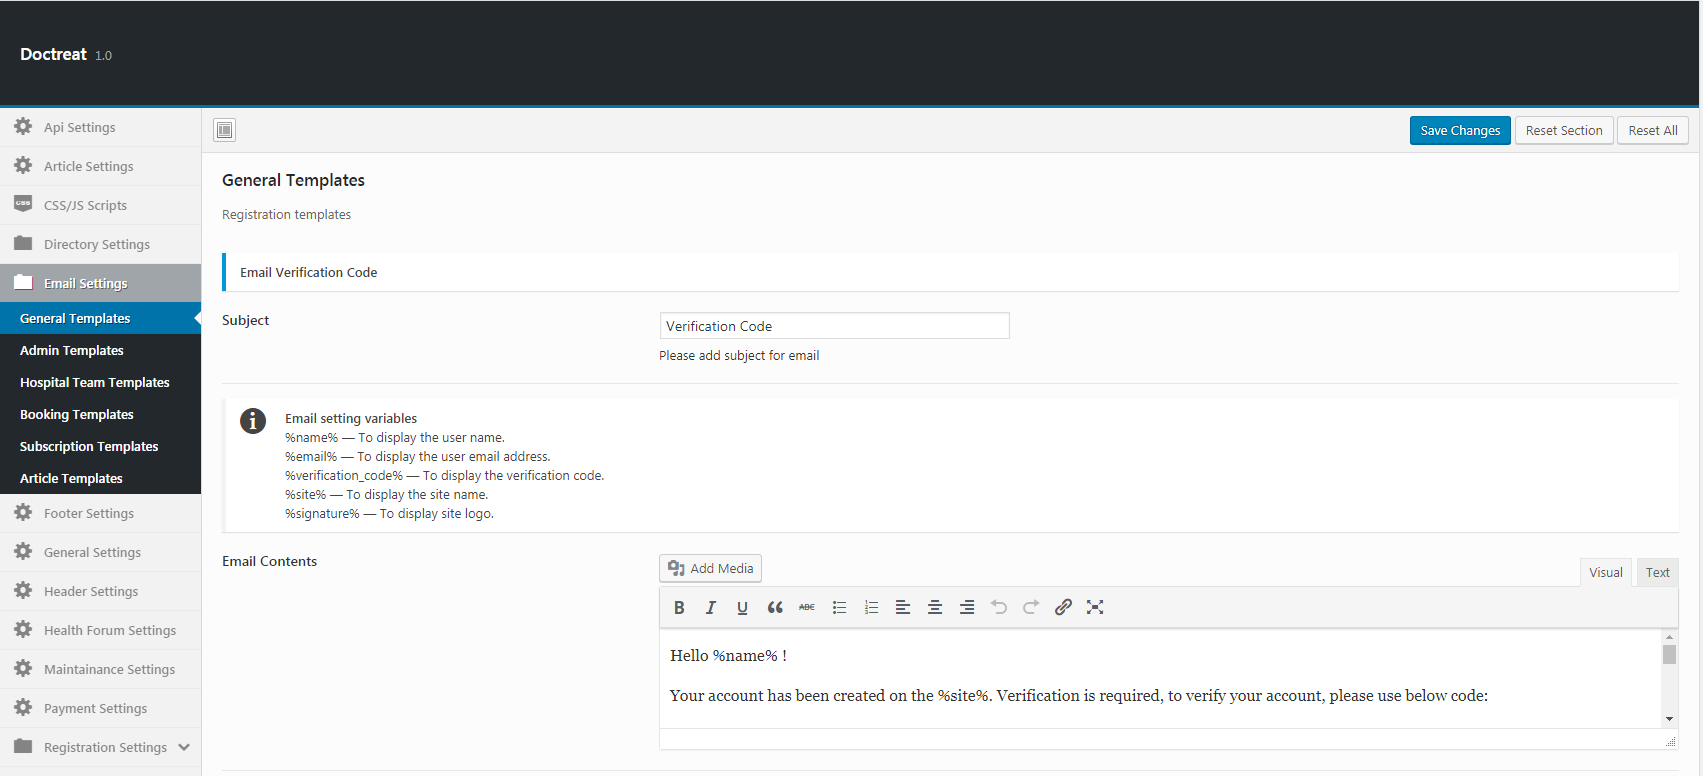 Doctreat 1.0
Api Settings
Article Settings
CSS/JS Scripts
Directory Settings
Email Settings
General Templates
Admin Templates
Hospital Team Templates
Booking Templates
Subscription Templates
Article Templates
Footer Settings
General Settings
Header Settings
Health Forum Settings
Maintainance Settings
Payment Settings
Registration Settings
Save Changes Reset Section Reset All
General Templates
Registration templates
Email Verification Code
Subject
Verification Code
Please add subject for email
Email setting variables
%name% — To display the user name.
%email% — To display the user email address.
%verification_code% — To display the verification code.
%site% — To display the site name.
%signature% — To display site logo.
Email Contents
Add Media
Visual Text
B I U ABC
Hello %name% !
Your account has been created on the %site%. Verification is required, to verify your account, please use below code: